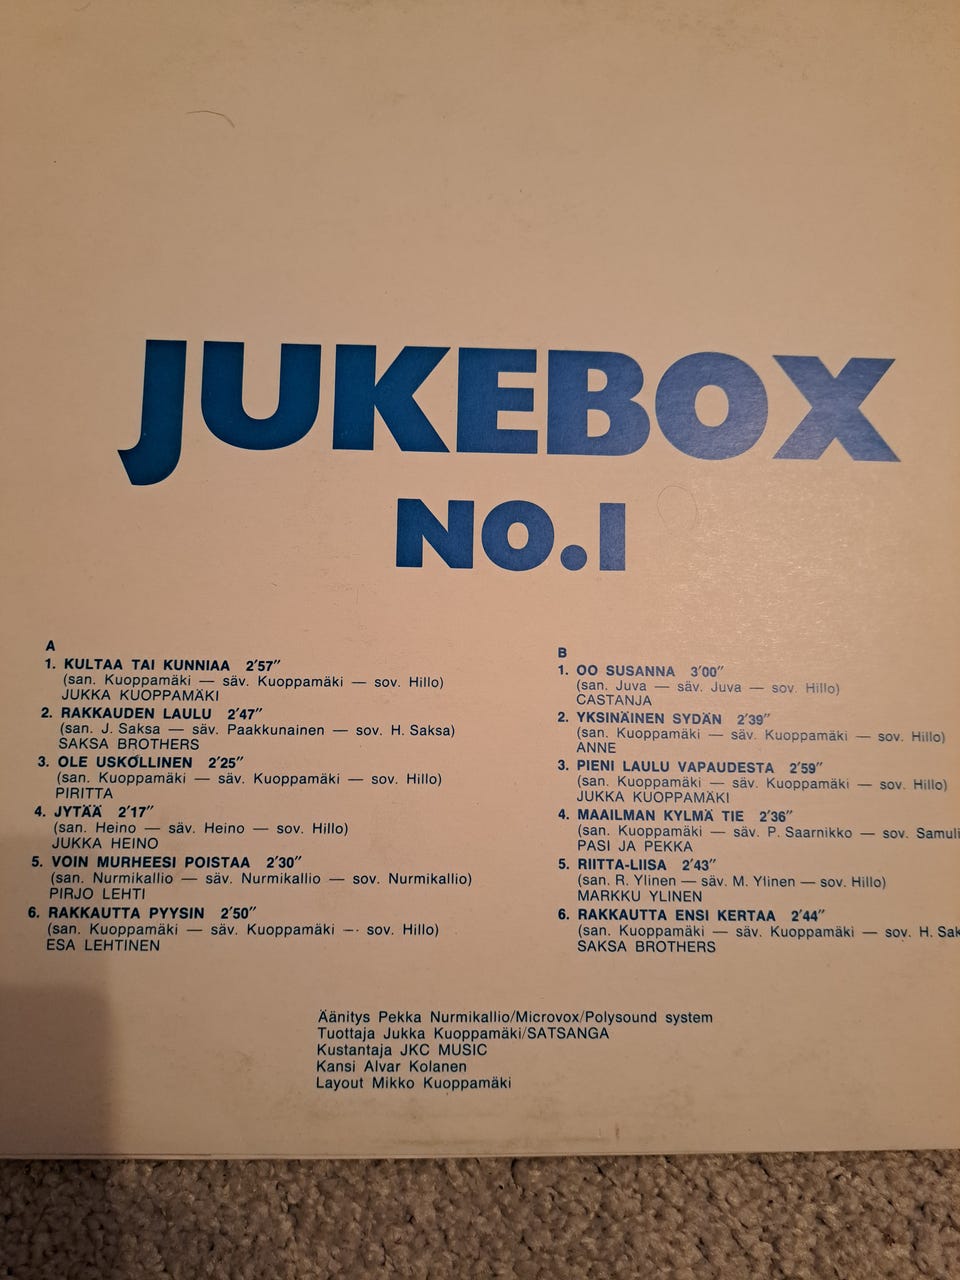 JUKEBOX
NO.1
A
1. KULTAA TAI KUNNIAA 2′57″
(san. Kuoppamäki — säv. Kuoppamäki — sov. Hillo)
JUKKA KUOPPAMÄKI
2. RAKKAUDEN LAULU 2′47″
(san. J. Saksa — säv. Paakkunainen — sov. H. Saksa)
SAKSA BROTHERS
3. OLE USKOLLINEN 2′25″
(san. Kuoppamäki — säv. Kuoppamäki — sov. Hillo)
PIRITTA
4. JYTÄÄ 2′17″
(san. Heino — säv. Heino — sov. Hillo)
JUKKA HEINO
5. VOIN MURHEESI POISTAA 2′30″
(san. Nurmikallio — säv. Nurmikallio — sov. Nurmikallio)
PIRJO LEHTI
6. RAKKAUTTA PYYSIN 2′50″
(san. Kuoppamäki — säv. Kuoppamäki — sov. Hillo)
ESA LEHTINEN
B
1. OO SUSANNA 3′00″
(san. Juva — säv. Juva — sov. Hillo)
CASTANJA
2. YKSINÄINEN SYDÄN 2′39″
(san. Kuoppamäki — säv. Kuoppamäki — sov. Hillo)
ANNE
3. PIENI LAULU VAPAUDESTA 2′59″
(san. Kuoppamäki — säv. Kuoppamäki — sov. Hillo)
JUKKA KUOPPAMÄKI
4. MAAILMAN KYLMÄ TIE 2′36″
(san. Kuoppamäki — säv. P. Saarnikko — sov. Samuli
PASI JA PEKKA
5. RIITTA-LIISA 2′43″
(san. R. Ylinen — säv. M. Ylinen — sov. Hillo)
MARKKU YLINEN
6. RAKKAUTTA ENSI KERTAA 2′44″
(san. Kuoppamäki — säv. Kuoppamäki — sov. H. Sak
SAKSA BROTHERS
Äänitys Pekka Nurmikallio/Microvox/Polysound system
Tuottaja Jukka Kuoppamäki/SATSANGA
Kustantaja JKC MUSIC
Kansi Alvar Kolanen
Layout Mikko Kuoppamäki